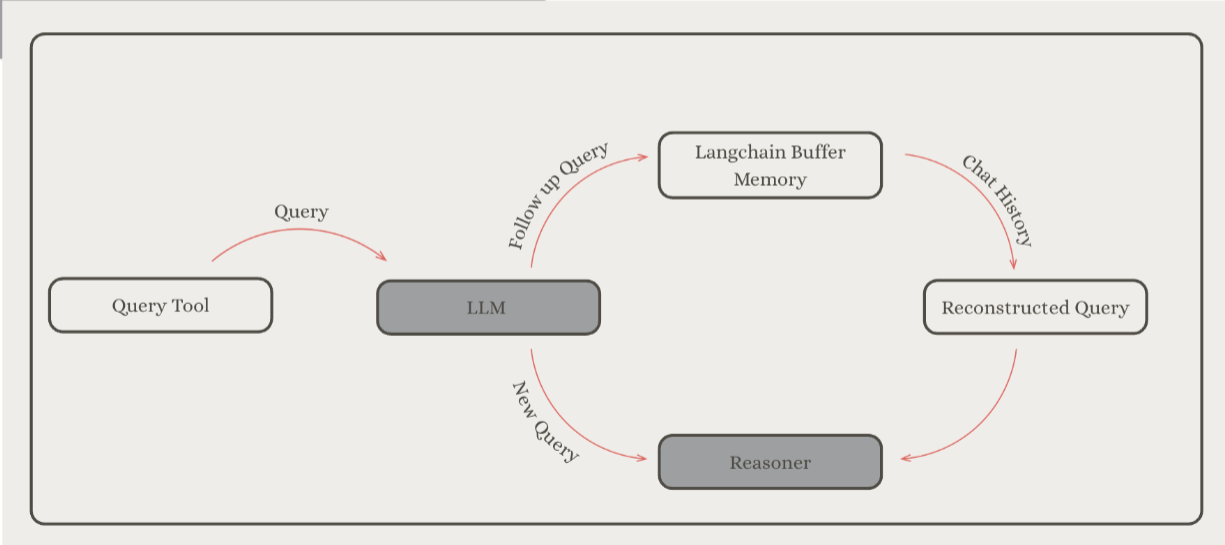 Query
Query Tool
LLM
Follow up Query
Langchain Buffer
Memory
Chat History
Reconstructed Query
New Query
Reasoner